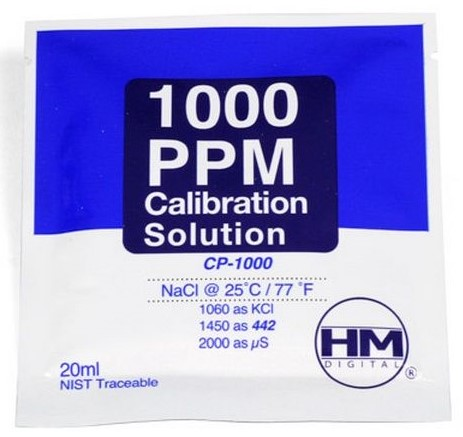 1000
PPM
Calibration
Solution
CP-1000
NaCl @ 25˚C / 77 ˚F
1060 as KCl
1450 as 442
2000 as µS
20ml
NIST Traceable
HM
DIGITAL
®